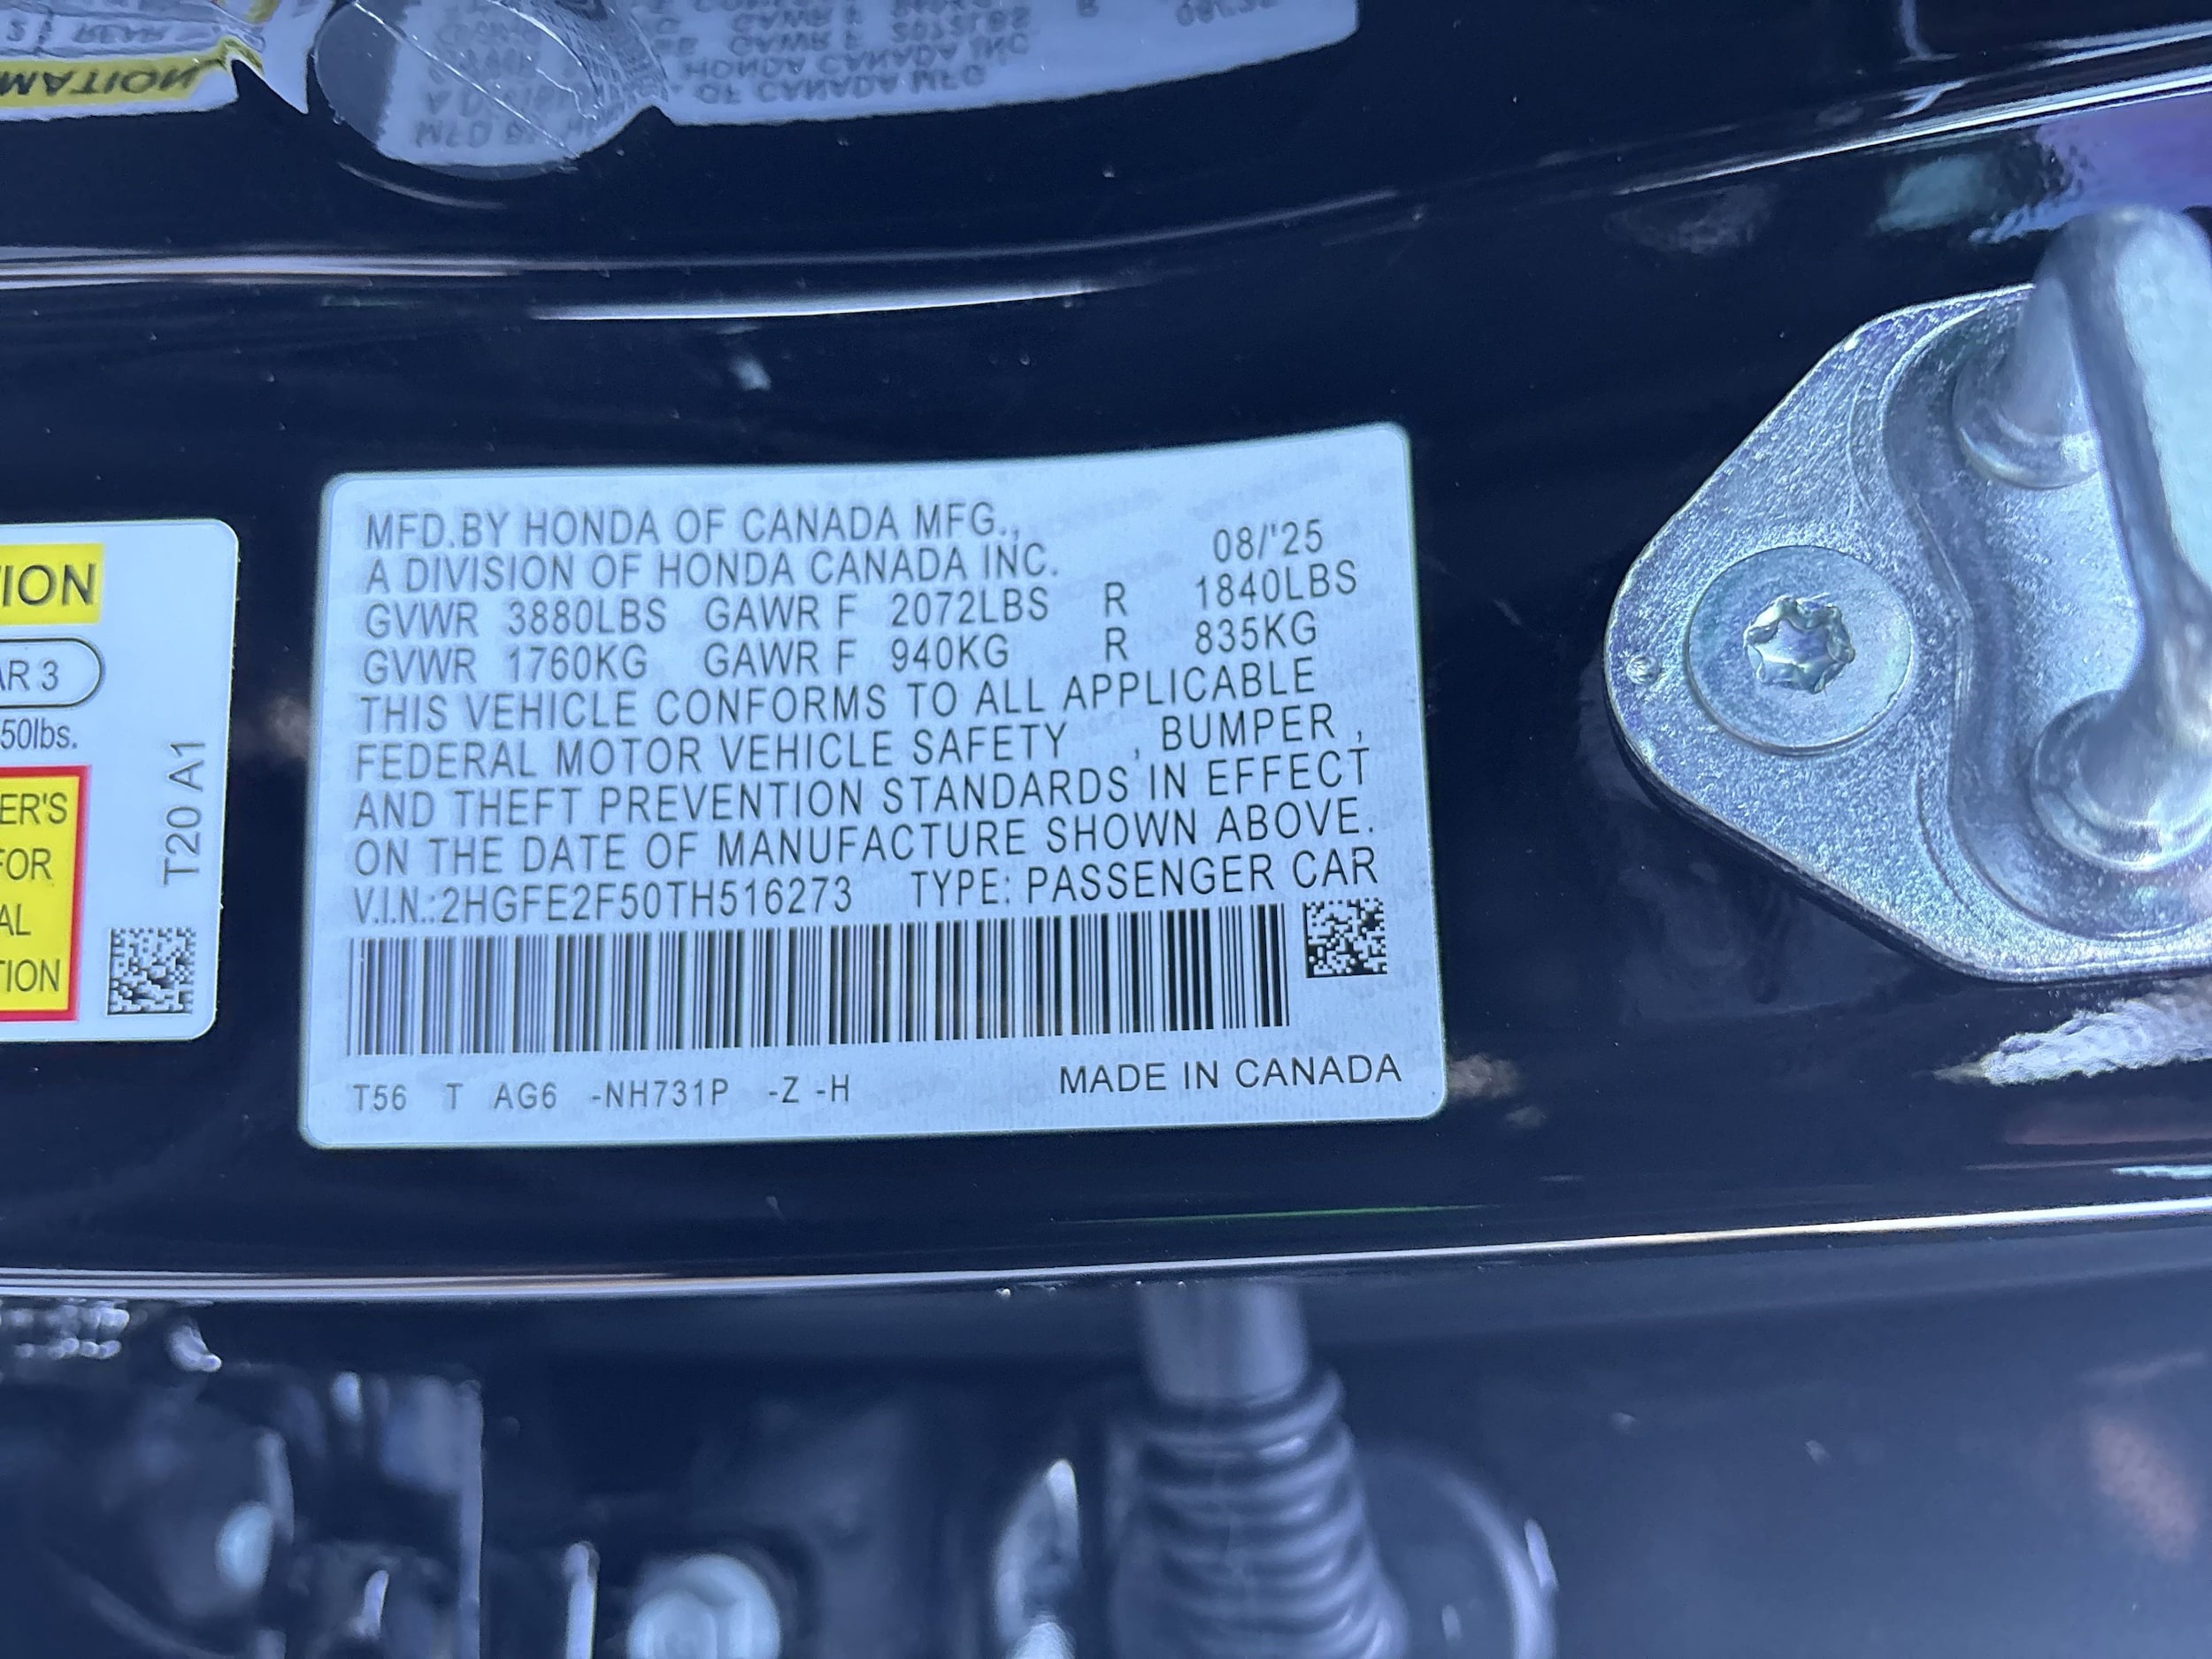 MFD.BY HONDA OF CANADA MFG.,
A DIVISION OF HONDA CANADA INC. 08/'25
GVWR 3880LBS GAWR F 2072LBS R 1840LBS
GVWR 1760KG GAWR F 940KG R 835KG
THIS VEHICLE CONFORMS TO ALL APPLICABLE
FEDERAL MOTOR VEHICLE SAFETY , BUMPER ,
AND THEFT PREVENTION STANDARDS IN EFFECT
ON THE DATE OF MANUFACTURE SHOWN ABOVE.
V.I.N.:2HGFE2F50TH516273 TYPE: PASSENGER CAR
T56 T AG6 -NH731P -Z -H MADE IN CANADA
AR 3
50lbs.
ER'S
FOR
AL
TION
T20 A1